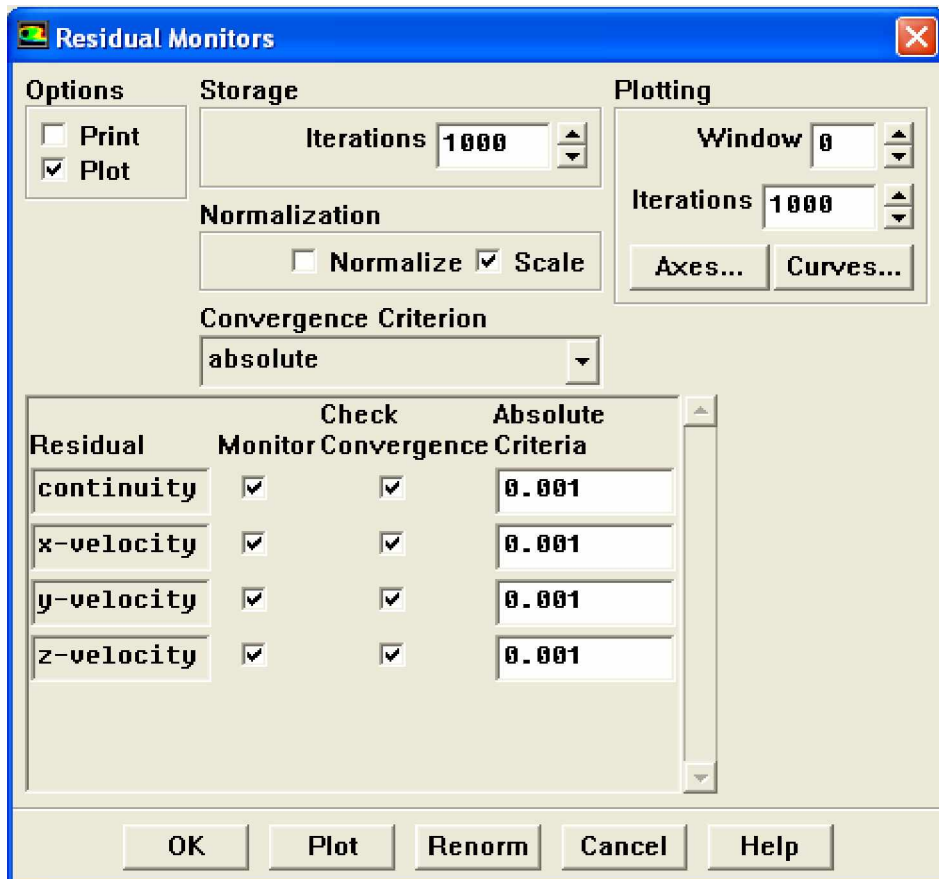 Residual Monitors
Options
Print
Plot
Storage
Iterations 1000
Normalization
Normalize Scale
Convergence Criterion
absolute
Plotting
Window 0
Iterations 1000
Axes... Curves...
Residual Monitor Check Convergence Absolute Criteria
continuity 0.001
x-velocity 0.001
y-velocity 0.001
z-velocity 0.001
OK Plot Renorm Cancel Help